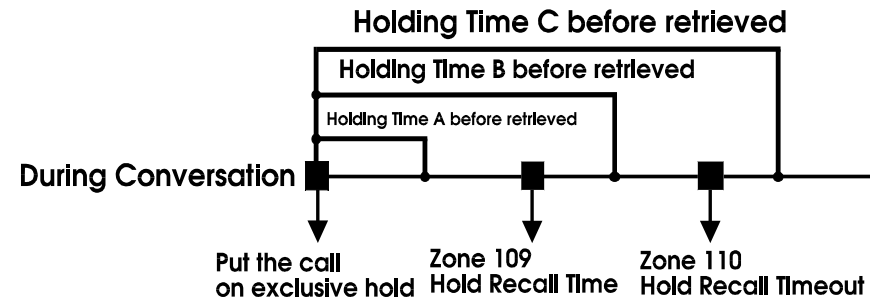 Holding Time C before retrieved
Holding Time B before retrieved
Holding Time A before retrieved
During Conversation
Put the call
on exclusive hold
Zone 109
Hold Recall Time
Zone 110
Hold Recall Timeout